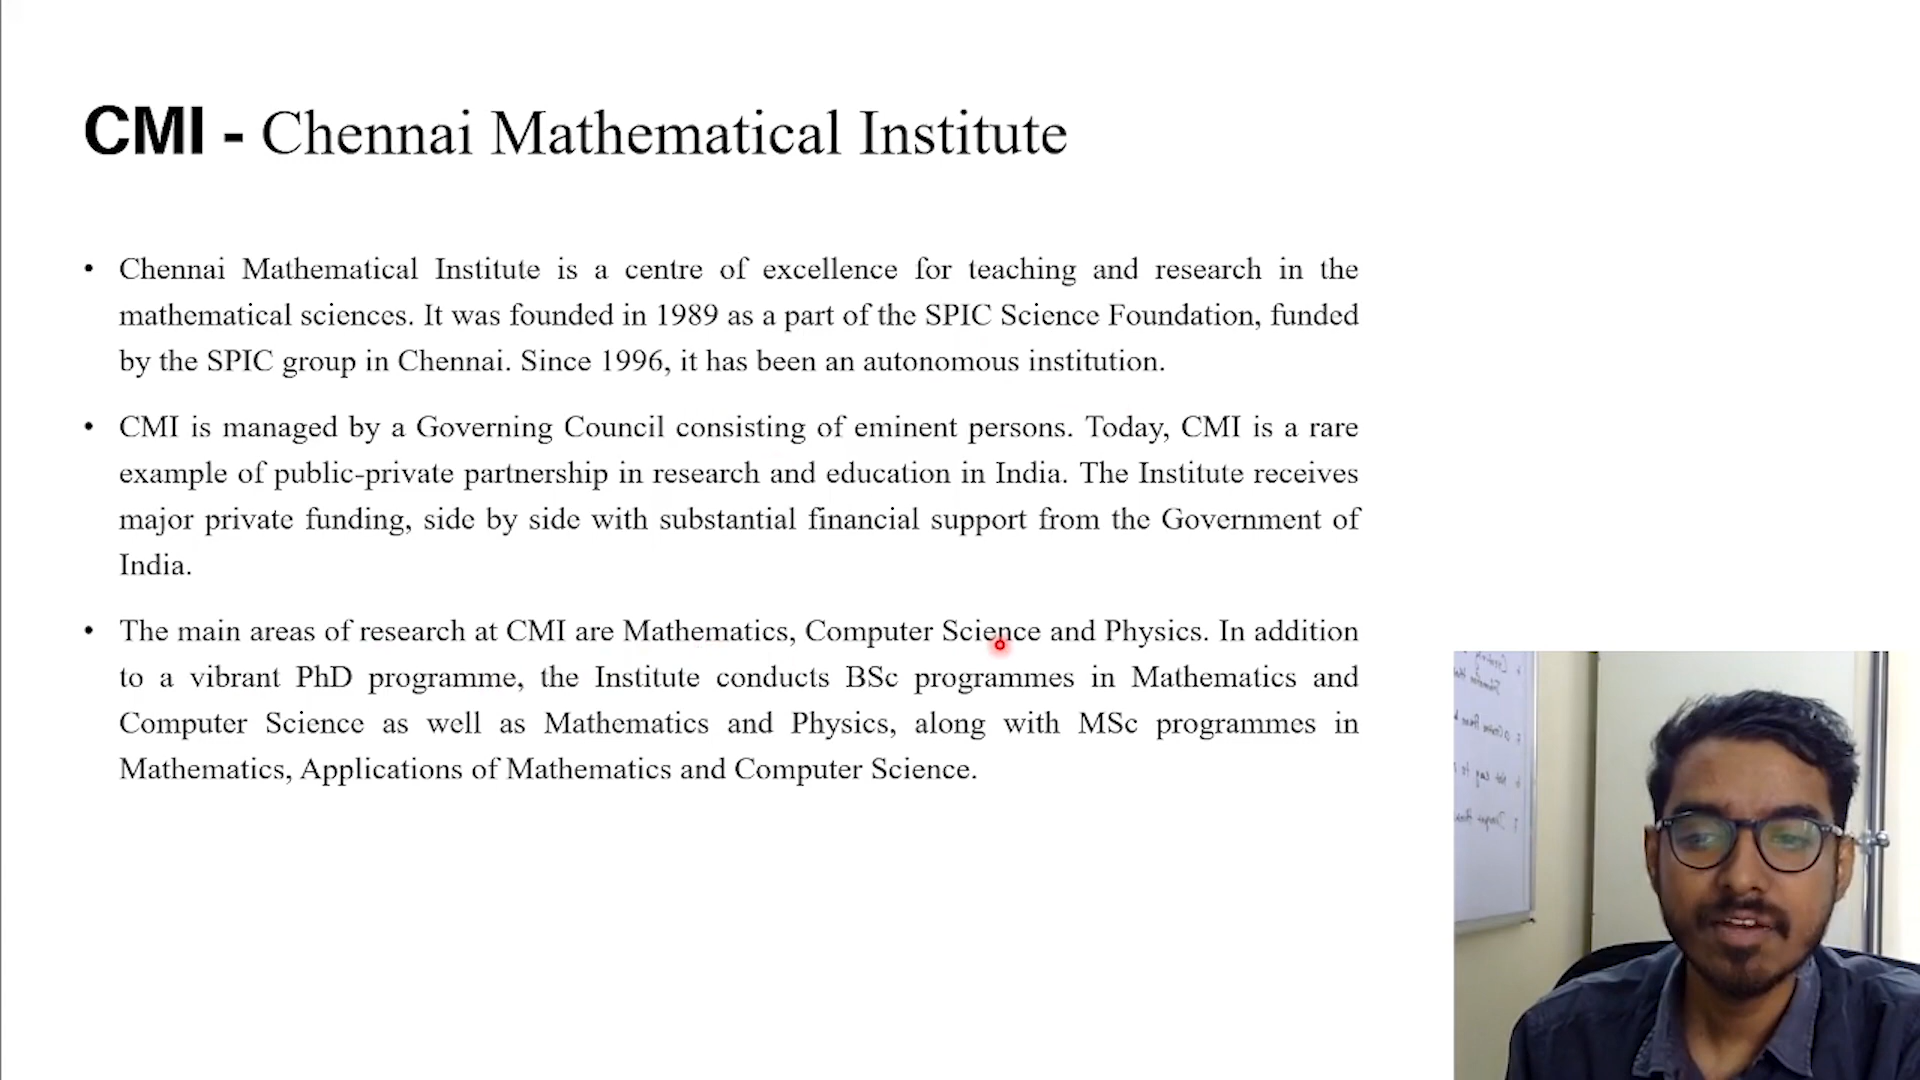 CMI - Chennai Mathematical Institute
• Chennai Mathematical Institute is a centre of excellence for teaching and research in the
mathematical sciences. It was founded in 1989 as a part of the SPIC Science Foundation, funded
by the SPIC group in Chennai. Since 1996, it has been an autonomous institution.
• CMI is managed by a Governing Council consisting of eminent persons. Today, CMI is a rare
example of public-private partnership in research and education in India. The Institute receives
major private funding, side by side with substantial financial support from the Government of
India.
• The main areas of research at CMI are Mathematics, Computer Science and Physics. In addition
to a vibrant PhD programme, the Institute conducts BSc programmes in Mathematics and
Computer Science as well as Mathematics and Physics, along with MSc programmes in
Mathematics, Applications of Mathematics and Computer Science.